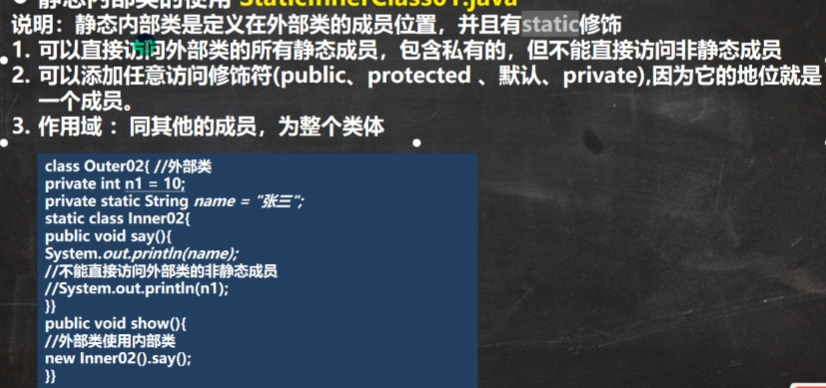 静态内部类的使用 StaticInnerClass01.java
说明：静态内部类是定义在外部类的成员位置，并且有static修饰
1. 可以直接访问外部类的所有静态成员，包含私有的，但不能直接访问非静态成员
2. 可以添加任意访问修饰符(public、protected 、默认、private),因为它的地位就是
一个成员。
3. 作用域 ：同其他的成员，为整个类体
class Outer02{ //外部类
private int n1 = 10;
private static String name = "张三";
static class Inner02{
public void say(){
System.out.println(name);
//不能直接访问外部类的非静态成员
//System.out.println(n1);
}}
public void show(){
//外部类使用内部类
new Inner02().say();
}}